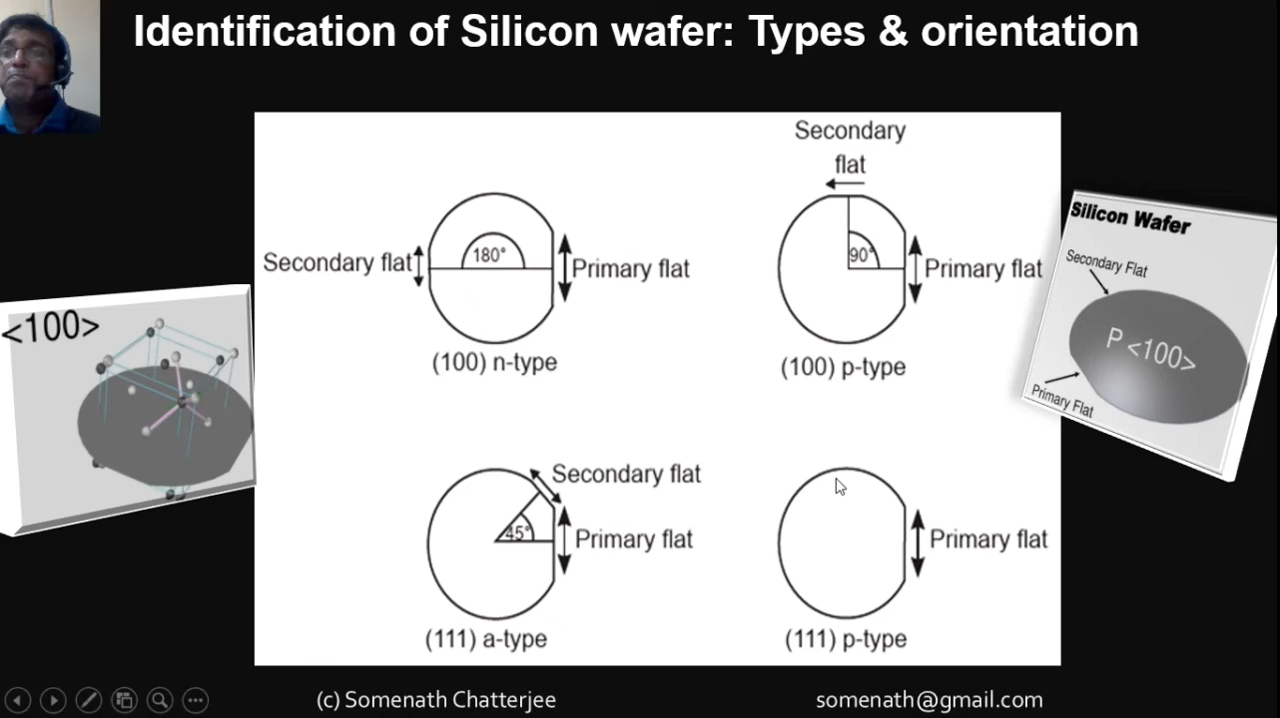 Identification of Silicon wafer: Types & orientation
Secondary
flat
Secondary flat
180°
Primary flat
90°
Primary flat
(100) n-type
(100) p-type
Silicon Wafer
Secondary Flat
P <100>
Primary Flat
<100>
Secondary flat
45°
Primary flat
Primary flat
(111) a-type
(111) p-type
(c) Somenath Chatterjee
somenath@gmail.com